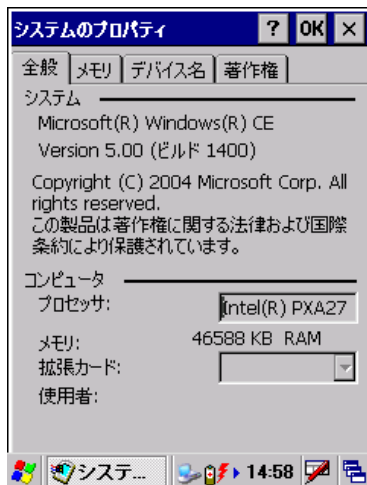 システムのプロパティ ? OK ×
全般 メモリ デバイス名 著作権
システム
Microsoft(R) Windows(R) CE
Version 5.00 (ビルド 1400)
Copyright (C) 2004 Microsoft Corp. All
rights reserved.
この製品は著作権に関する法律および国際
条約により保護されています。
コンピュータ
プロセッサ: Intel(R) PXA27
メモリ: 46588 KB RAM
拡張カード:
使用者:
システ... 14:58